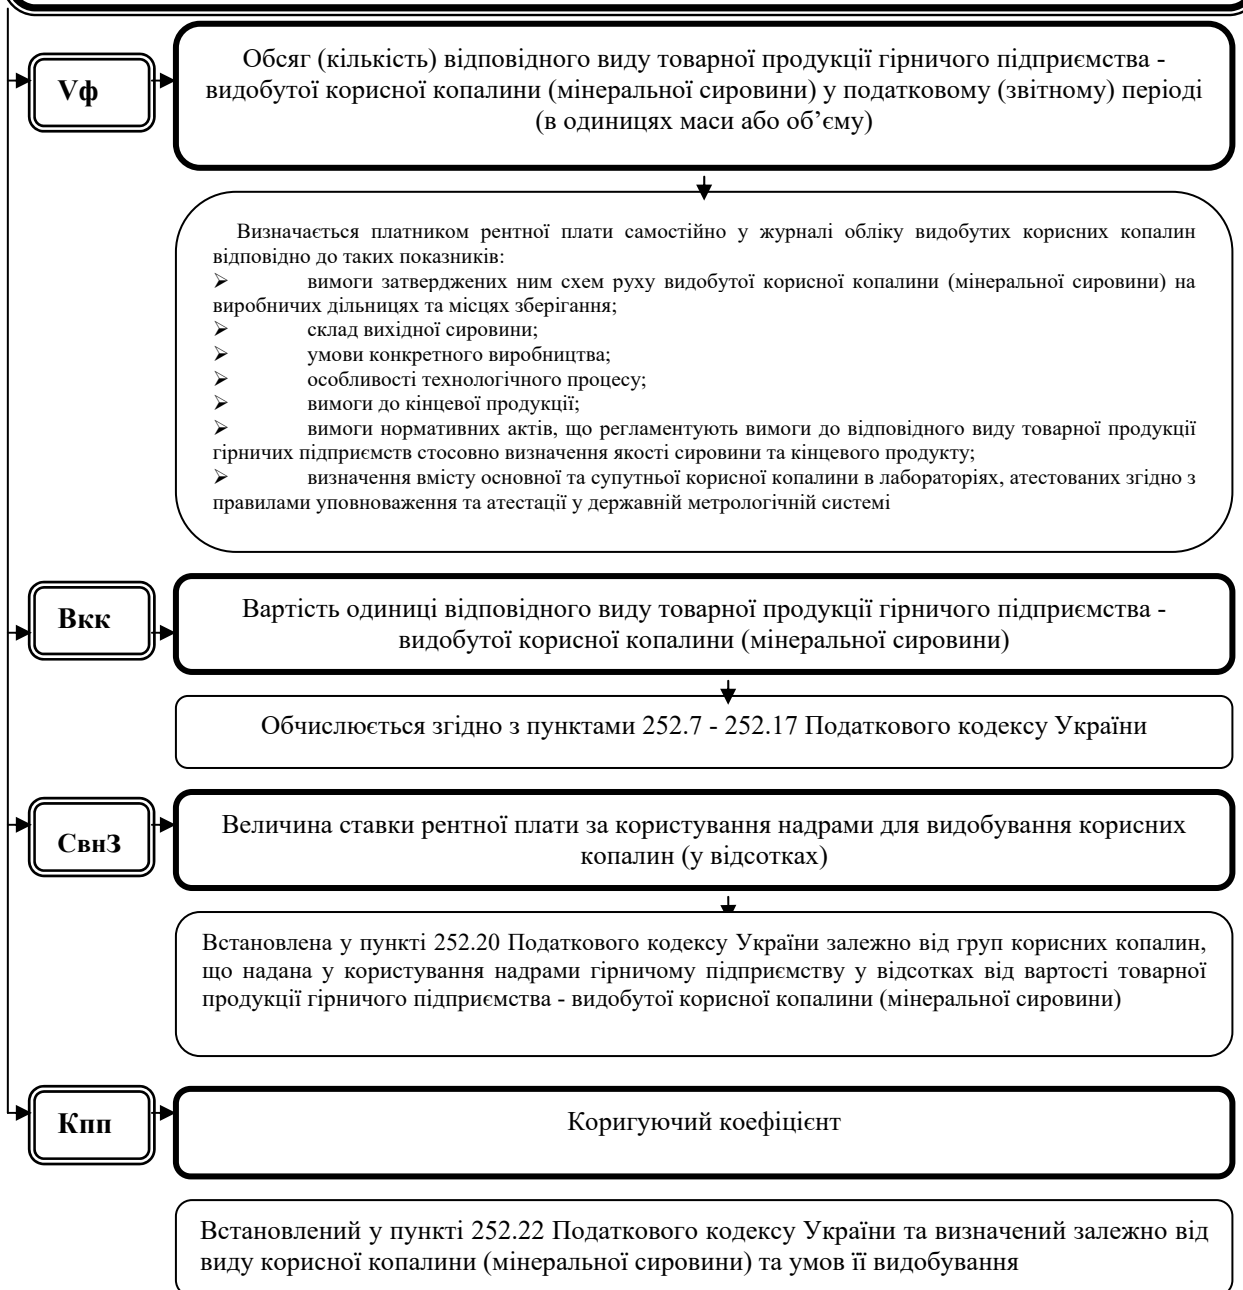 Vф
Обсяг (кількість) відповідного виду товарної продукції гірничого підприємства -
видобутої корисної копалини (мінеральної сировини) у податковому (звітному) періоді
(в одиницях маси або об’єму)
Визначається платником рентної плати самостійно у журналі обліку видобутих корисних копалин
відповідно до таких показників:
➢ вимоги затверджених ним схем руху видобутої корисної копалини (мінеральної сировини) на
виробничих дільницях та місцях зберігання;
➢ склад вихідної сировини;
➢ умови конкретного виробництва;
➢ особливості технологічного процесу;
➢ вимоги до кінцевої продукції;
➢ вимоги нормативних актів, що регламентують вимоги до відповідного виду товарної продукції
гірничих підприємств стосовно визначення якості сировини та кінцевого продукту;
➢ визначення вмісту основної та супутньої корисної копалини в лабораторіях, атестованих згідно з
правилами уповноваження та атестації у державній метрологічній системі
Вкк
Вартість одиниці відповідного виду товарної продукції гірничого підприємства -
видобутої корисної копалини (мінеральної сировини)
Обчислюється згідно з пунктами 252.7 - 252.17 Податкового кодексу України
СвнЗ
Величина ставки рентної плати за користування надрами для видобування корисних
копалин (у відсотках)
Встановлена у пункті 252.20 Податкового кодексу України залежно від груп корисних копалин,
що надана у користування надрами гірничому підприємству у відсотках від вартості товарної
продукції гірничого підприємства - видобутої корисної копалини (мінеральної сировини)
Кпп
Коригуючий коефіцієнт
Встановлений у пункті 252.22 Податкового кодексу України та визначений залежно від
виду корисної копалини (мінеральної сировини) та умов її видобування